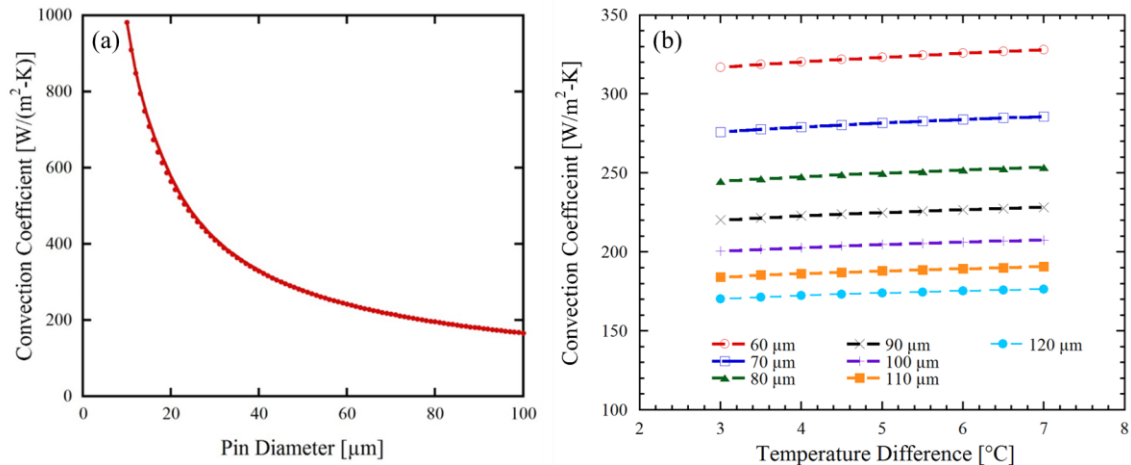 (a)
Convection Coefficient [W/(m²-K)]
1000
800
600
400
200
0
0 20 40 60 80 100
Pin Diameter [µm]
(b)
Convection Coefficeint [W/m²-K]
350
300
250
200
150
100
60 µm 90 µm 120 µm
70 µm 100 µm
80 µm 110 µm
2 3 4 5 6 7 8
Temperature Difference [°C]